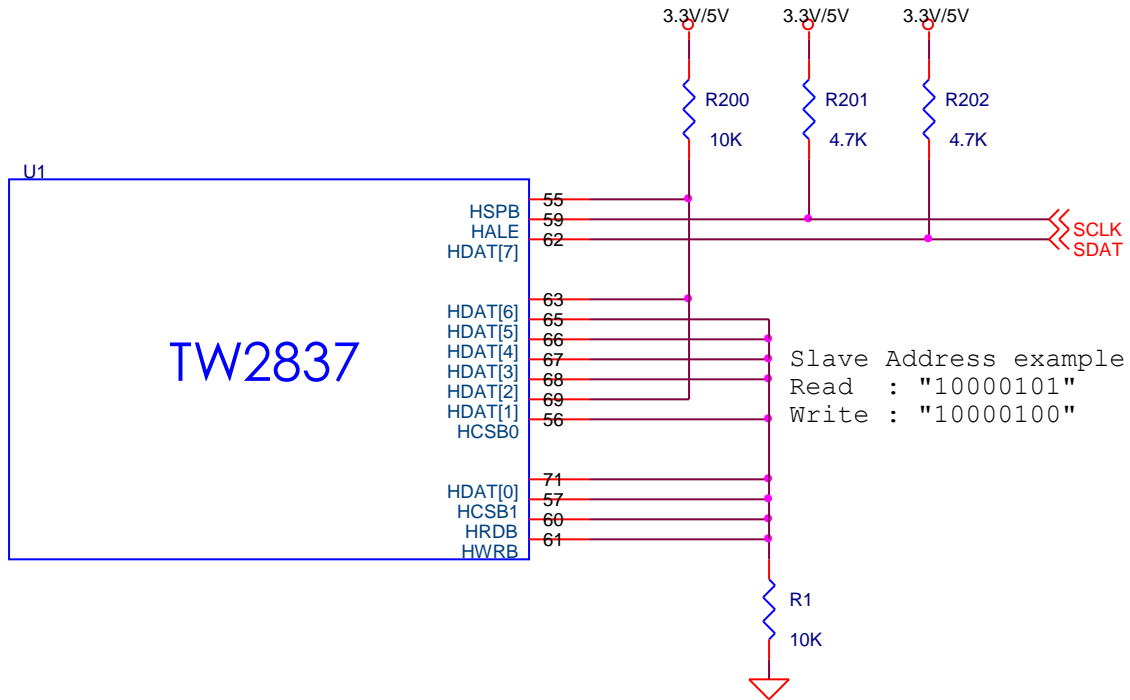 3.3V/5V 3.3V/5V 3.3V/5V
R200 R201 R202
10K 4.7K 4.7K
U1
55
HSPB 59
HALE 62 SCLK
HDAT[7] SDAT
63
HDAT[6] 65
HDAT[5] 66
HDAT[4] 67
HDAT[3] 68
HDAT[2] 69
HDAT[1] 56
HCSB0
TW2837
Slave Address example
Read : "10000101"
Write : "10000100"
71
HDAT[0] 57
HCSB1 60
HRDB 61
HWRB
R1
10K